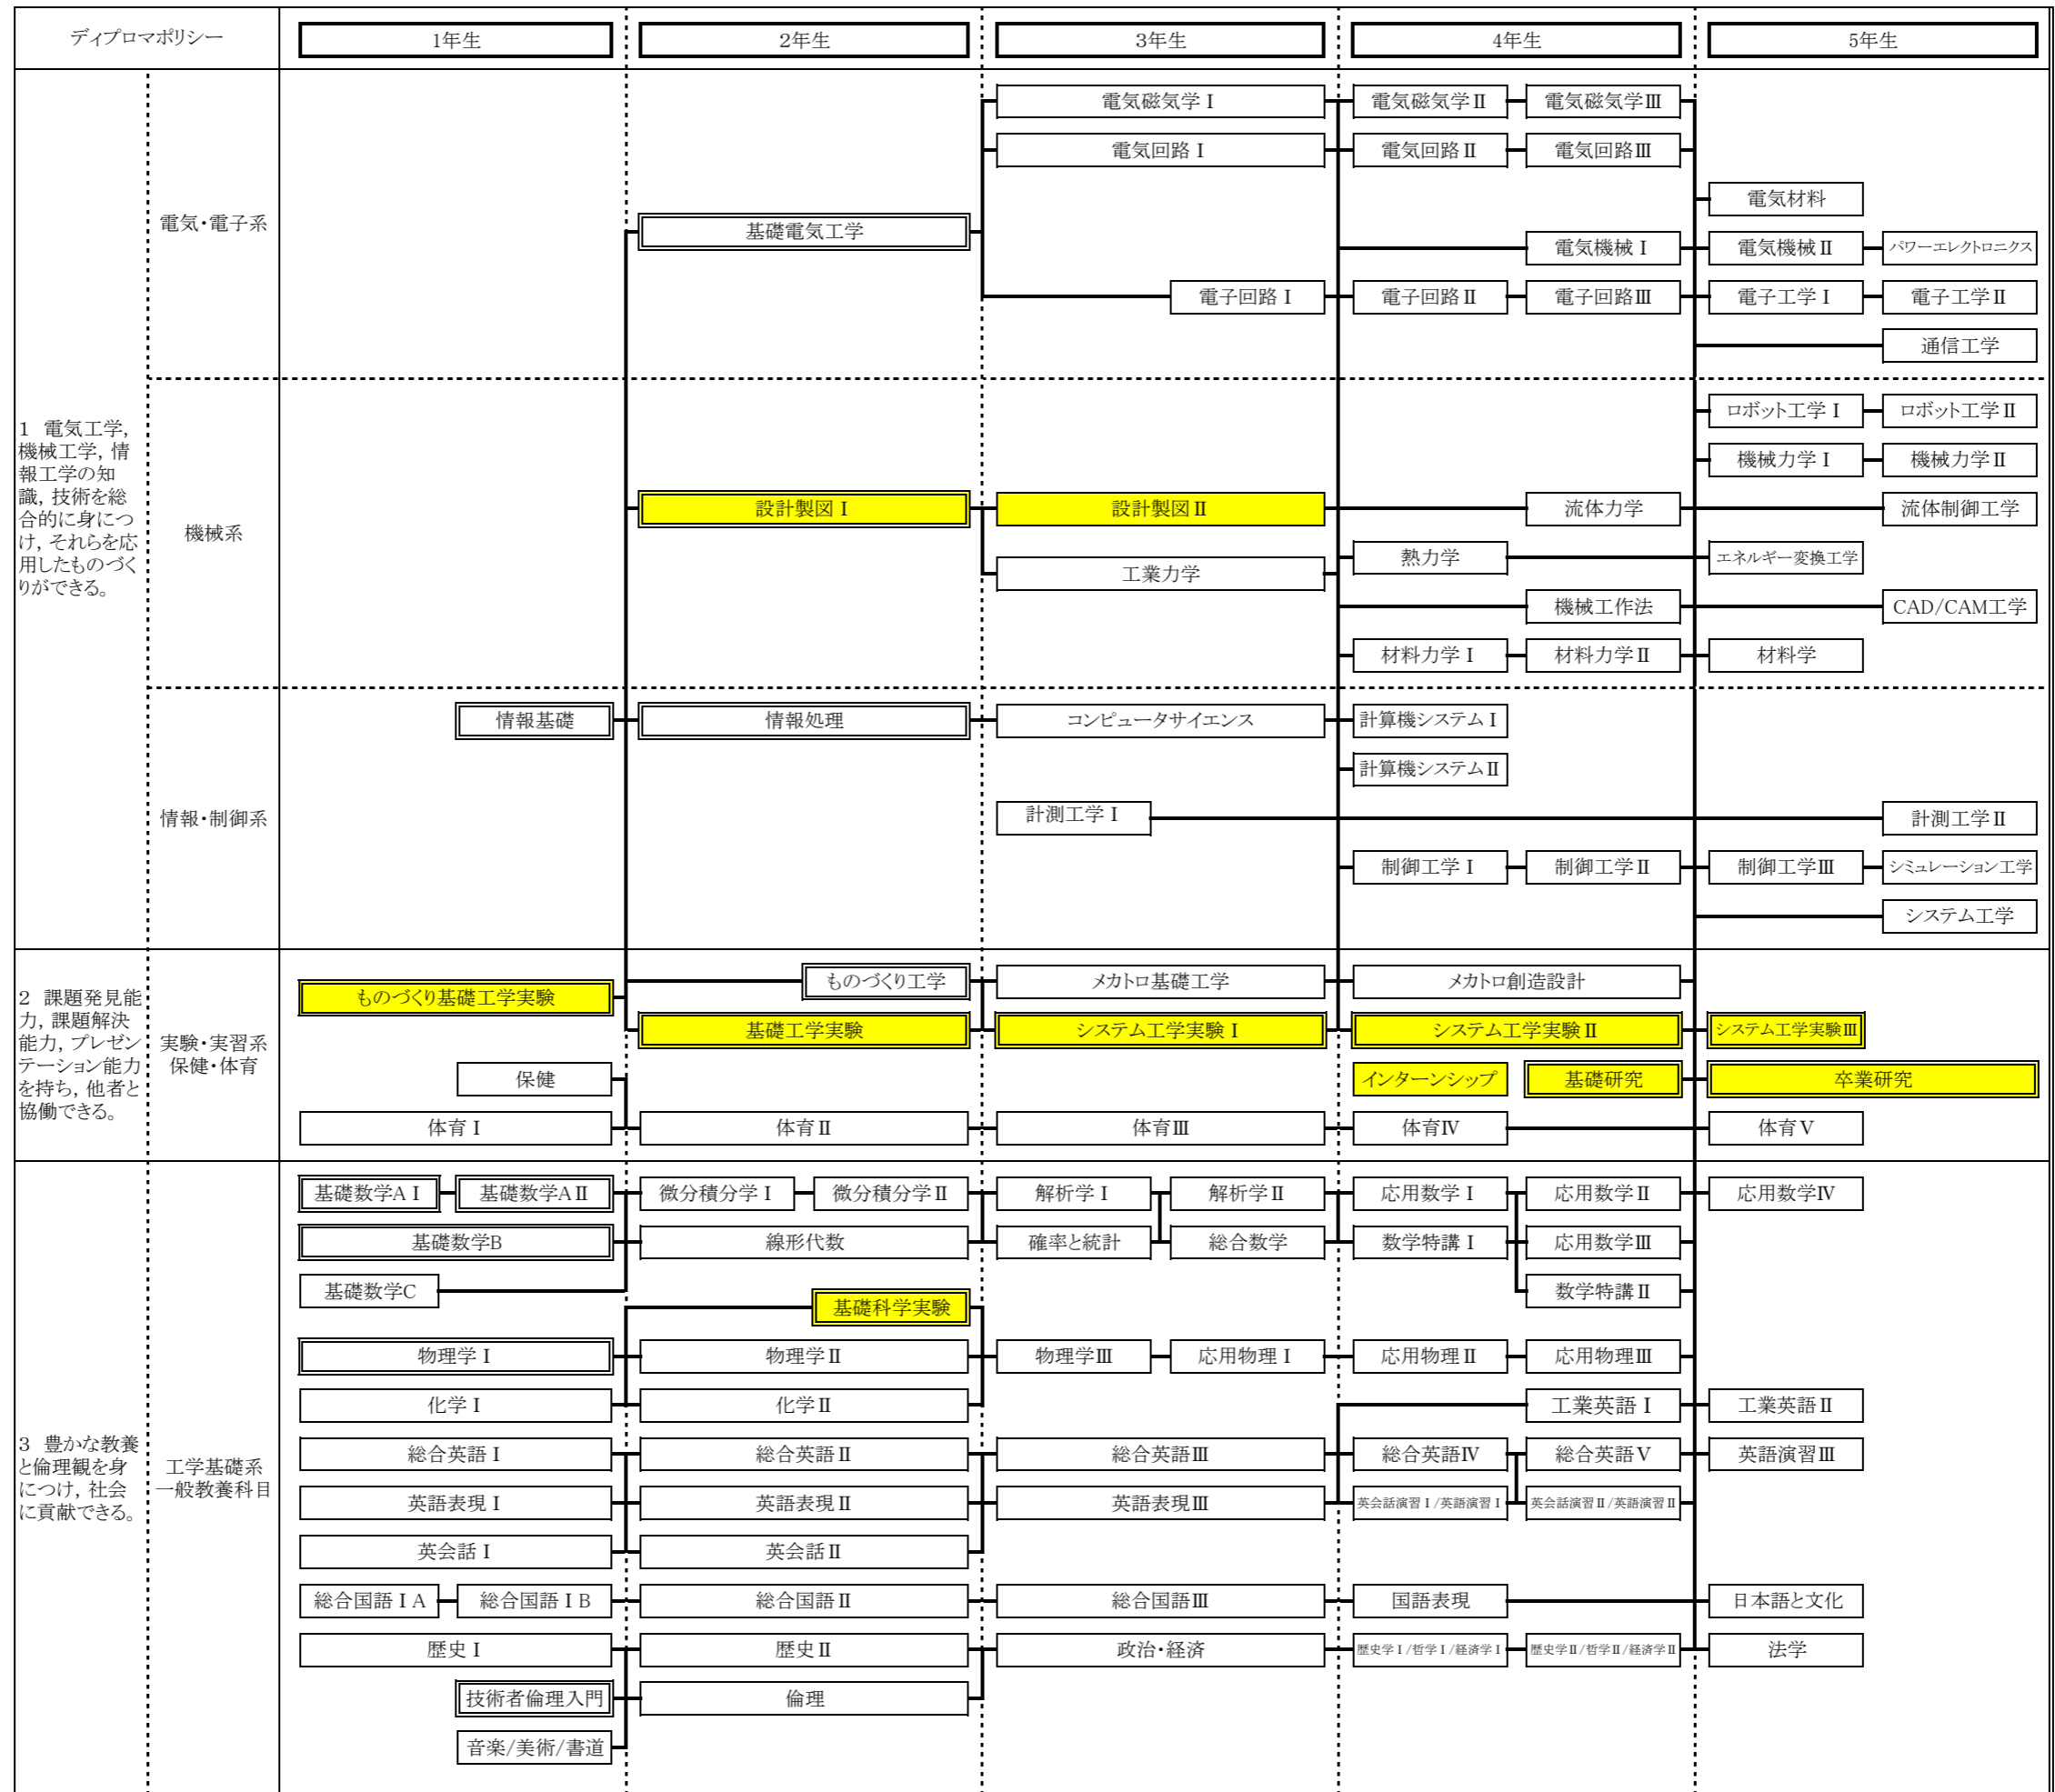 ディプロマポリシー 1年生 2年生 3年生 4年生 5年生
1 電気工学,
機械工学, 情
報工学の知
識, 技術を総
合的に身につ
け, それらを応
用したものづく
りができる。
電気・電子系
電気磁気学Ⅰ 電気磁気学Ⅱ 電気磁気学Ⅲ
電気回路Ⅰ 電気回路Ⅱ 電気回路Ⅲ
電気材料
基礎電気工学
電気機械Ⅰ 電気機械Ⅱ パワーエレクトロニクス
電子回路Ⅰ 電子回路Ⅱ 電子回路Ⅲ 電子工学Ⅰ 電子工学Ⅱ
通信工学
機械系
ロボット工学Ⅰ ロボット工学Ⅱ
機械力学Ⅰ 機械力学Ⅱ
設計製図Ⅰ 設計製図Ⅱ 流体力学 流体制御工学
熱力学 エネルギー変換工学
工業力学
機械工作法 CAD/CAM工学
材料力学Ⅰ 材料力学Ⅱ 材料学
情報・制御系
情報基礎 情報処理 コンピュータサイエンス 計算機システムⅠ
計算機システムⅡ
計測工学Ⅰ 計測工学Ⅱ
制御工学Ⅰ 制御工学Ⅱ 制御工学Ⅲ シミュレーション工学
システム工学
2 課題発見能
力, 課題解決
能力, プレゼン
テーション能力
を持ち, 他者と
協働できる。
実験・実習系
保健・体育
ものづくり工学 メカトロ基礎工学 メカトロ創造設計
ものづくり基礎工学実験
基礎工学実験 システム工学実験Ⅰ システム工学実験Ⅱ システム工学実験Ⅲ
保健 インターンシップ 基礎研究 卒業研究
体育Ⅰ 体育Ⅱ 体育Ⅲ 体育Ⅳ 体育Ⅴ
3 豊かな教養
と倫理観を身
につけ, 社会
に貢献できる。
工学基礎系
一般教養科目
基礎数学AⅠ 基礎数学AⅡ 微分積分学Ⅰ 微分積分学Ⅱ 解析学Ⅰ 解析学Ⅱ 応用数学Ⅰ 応用数学Ⅱ 応用数学Ⅳ
基礎数学B 線形代数 確率と統計 総合数学 数学特講Ⅰ 応用数学Ⅲ
基礎数学C 数学特講Ⅱ
基礎科学実験
物理学Ⅰ 物理学Ⅱ 物理学Ⅲ 応用物理Ⅰ 応用物理Ⅱ 応用物理Ⅲ
化学Ⅰ 化学Ⅱ 工業英語Ⅰ 工業英語Ⅱ
総合英語Ⅰ 総合英語Ⅱ 総合英語Ⅲ 総合英語Ⅳ 総合英語Ⅴ 英語演習Ⅲ
英語表現Ⅰ 英語表現Ⅱ 英語表現Ⅲ 英会話演習Ⅰ/英語演習Ⅰ 英会話演習Ⅱ/英語演習Ⅱ
英会話Ⅰ 英会話Ⅱ
総合国語ⅠA 総合国語ⅠB 総合国語Ⅱ 総合国語Ⅲ 国語表現 日本語と文化
歴史Ⅰ 歴史Ⅱ 政治・経済 歴史学Ⅰ/哲学Ⅰ/経済学Ⅰ 歴史学Ⅱ/哲学Ⅱ/経済学Ⅱ 法学
技術者倫理入門 倫理
音楽/美術/書道